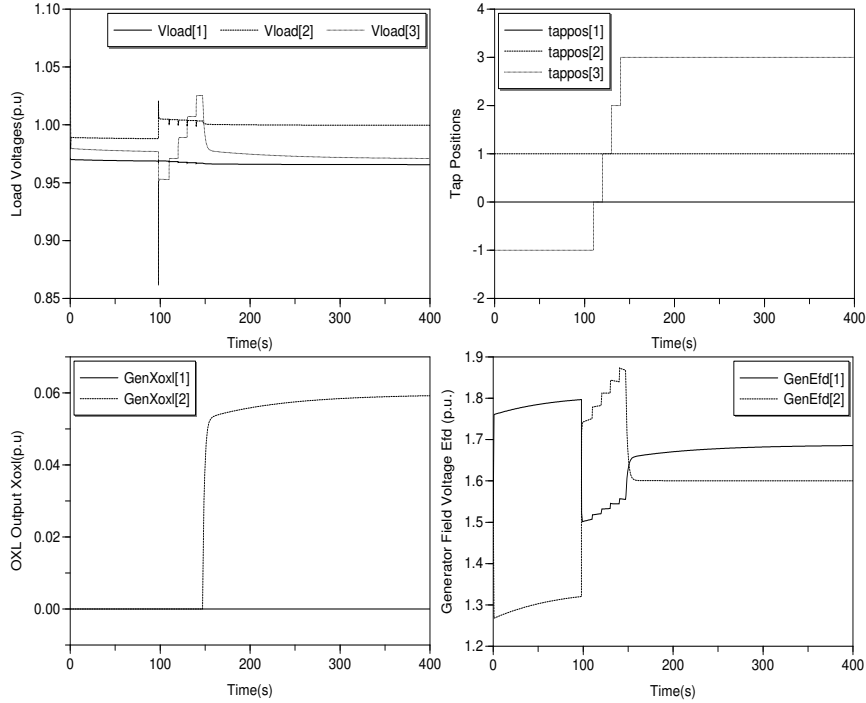 Vload[1] Vload[2] Vload[3]
Load Voltages(p.u)
1.10
1.05
1.00
0.95
0.90
0.85
0 100 200 300 400
Time(s)
tappos[1]
tappos[2]
tappos[3]
Tap Positions
4
3
2
1
0
-1
-2
0 100 200 300 400
Time(s)
GenXoxl[1]
GenXoxl[2]
OXL Output Xoxl(p.u)
0.06
0.04
0.02
0.00
0 100 200 300 400
Time(s)
GenEfd[1]
GenEfd[2]
Generator Field Voltage Efd (p.u.)
1.9
1.8
1.7
1.6
1.5
1.4
1.3
1.2
0 100 200 300 400
Time(s)